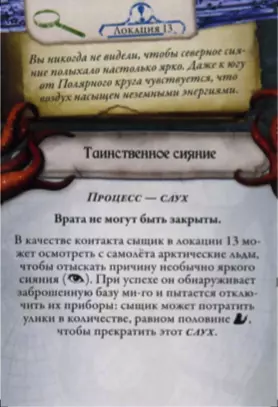 Локация 13
Вы никогда не видели, чтобы северное сия-
ние полыхало настолько ярко. Даже к югу
от Полярного круга чувствуется, что
воздух насыщен неземными энергиями.
Таинственное сияние
Процесс — слух
Врата не могут быть закрыты.
В качестве контакта сыщик в локации 13 мо-
жет осмотреть с самолёта арктические льды,
чтобы отыскать причину необычно яркого
сияния (). При успехе он обнаруживает
заброшенную базу ми-го и пытается отклю-
чить их приборы: сыщик может потратить
улики в количестве, равном половине ,
чтобы прекратить этот слух.